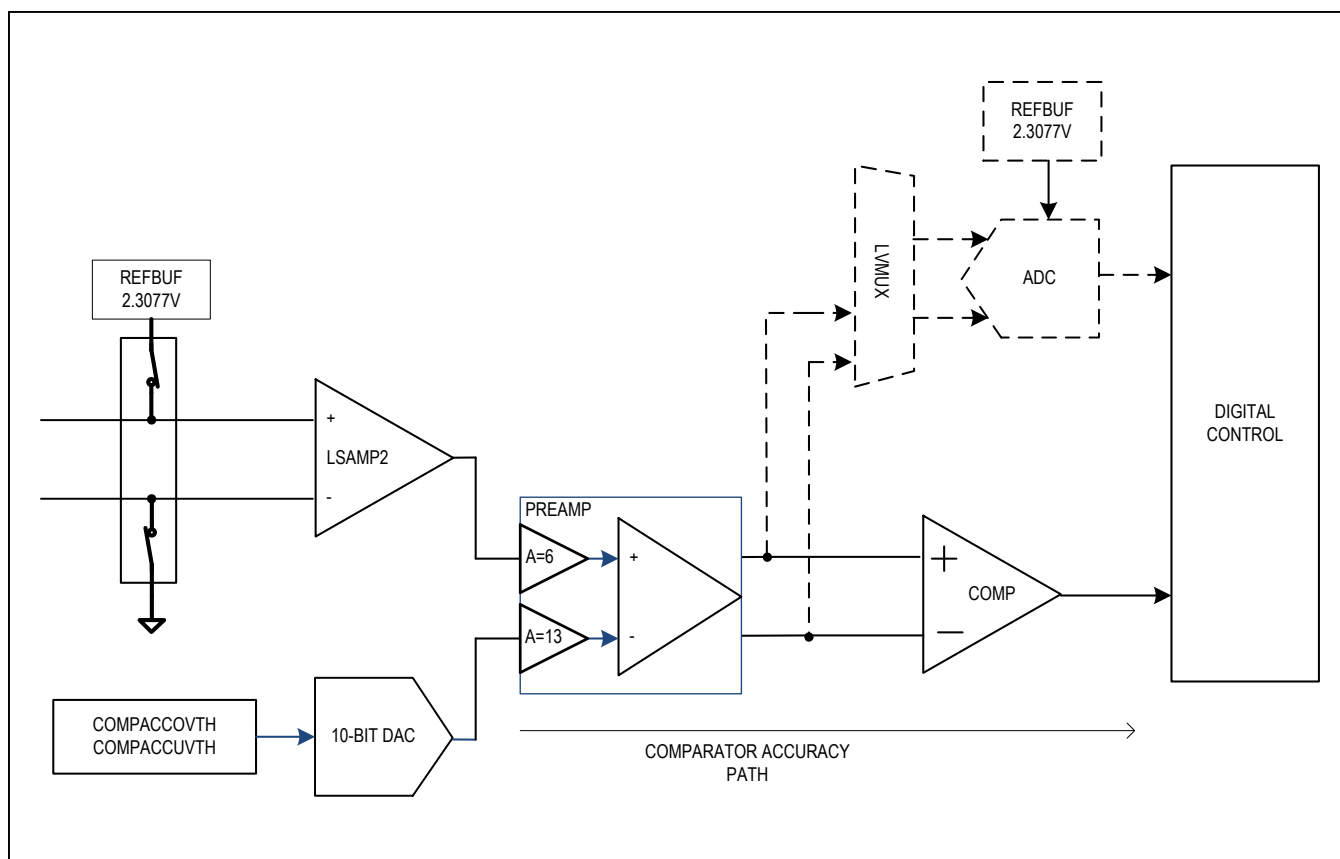 REFBUF
2.3077V
LVMUX
ADC
REFBUF
2.3077V
+
LSAMP2
-
DIGITAL
CONTROL
PREAMP
A=6
+
A=13
-
+
COMP
—
COMPACCOVTH
COMPACCUVTH
10-BIT DAC
COMPARATOR ACCURACY
PATH